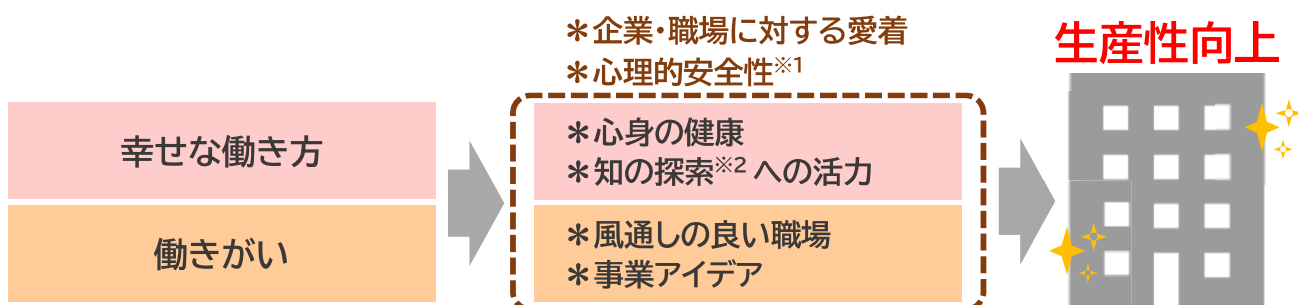 *企業・職場に対する愛着
*心理的安全性※1
生産性向上
幸せな働き方
働きがい
*心身の健康
*知の探索※2 への活力
*風通しの良い職場
*事業アイデア